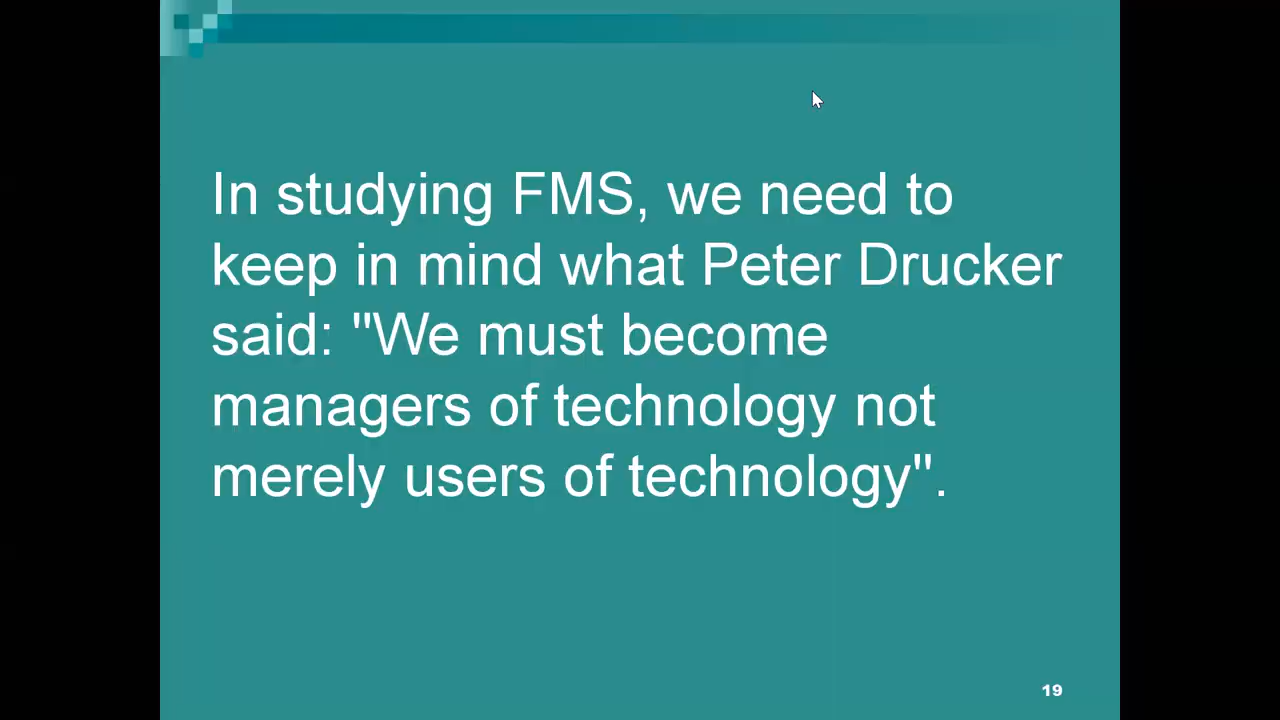 In studying FMS, we need to
keep in mind what Peter Drucker
said: "We must become
managers of technology not
merely users of technology".
19